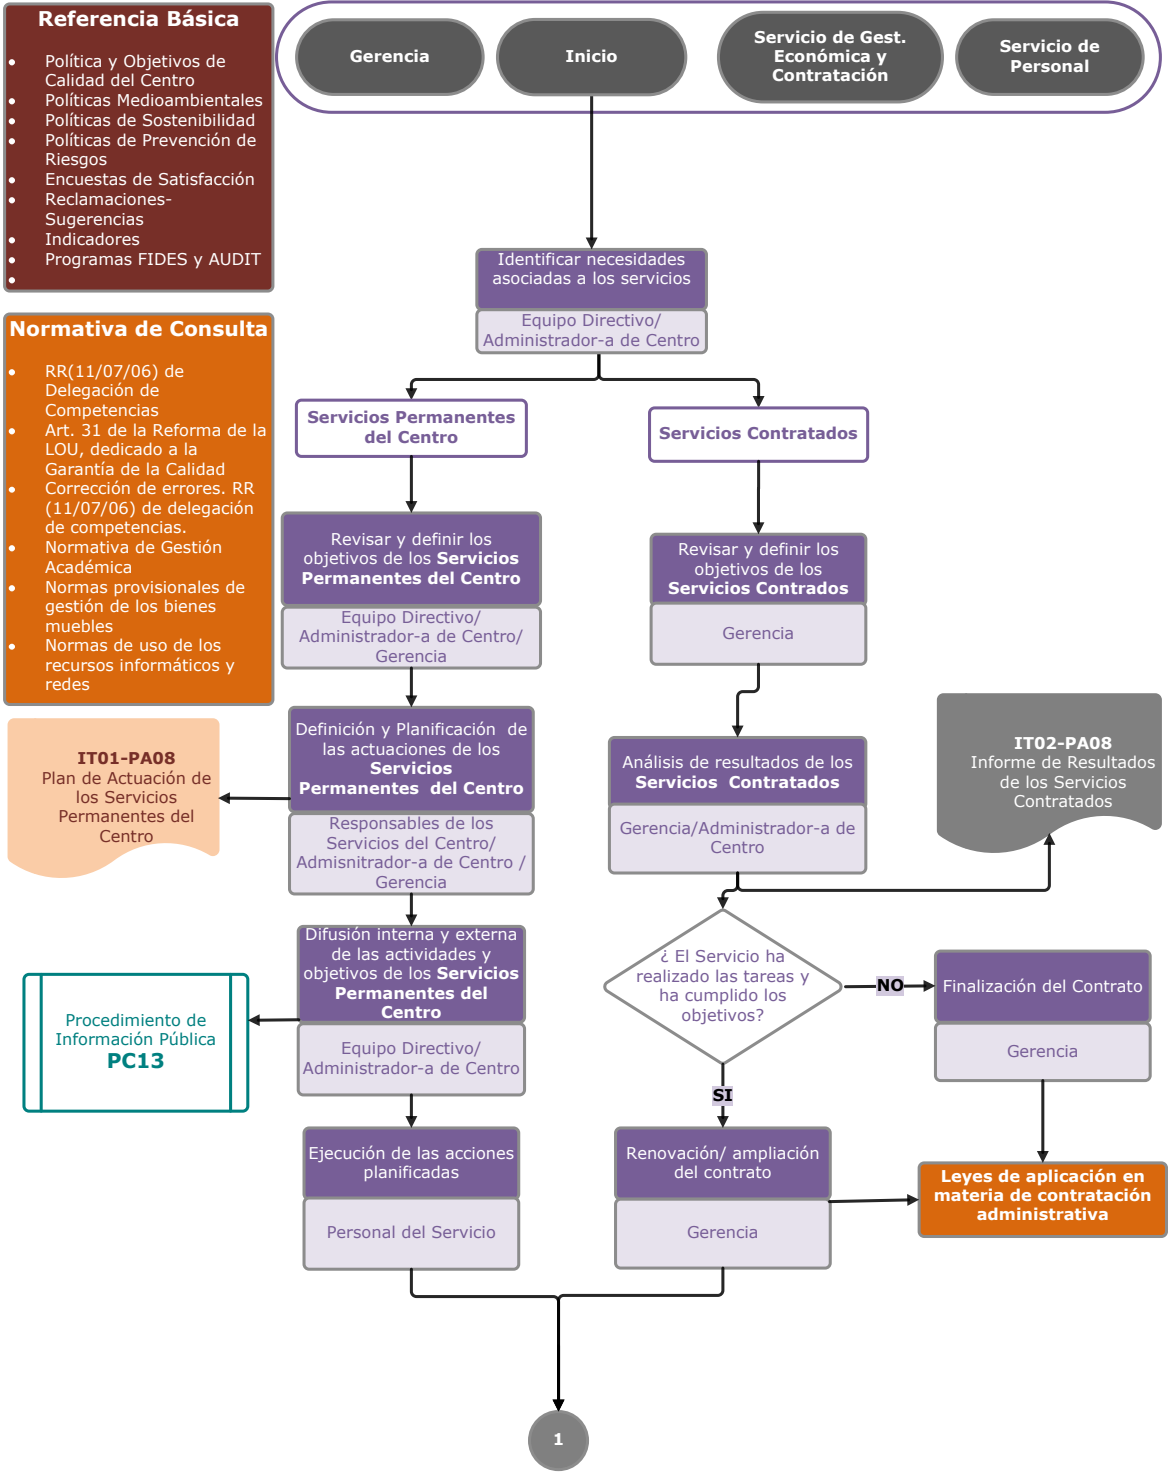 Referencia Básica
Política y Objetivos de
Calidad del Centro
Políticas Medioambientales
Políticas de Sostenibilidad
Políticas de Prevención de
Riesgos
Encuestas de Satisfacción
Reclamaciones-
Sugerencias
Indicadores
Programas FIDES y AUDIT
Gerencia
Inicio
Servicio de Gest.
Económica y
Contratación
Servicio de
Personal
Identificar necesidades
asociadas a los servicios
Equipo Directivo/
Administrador-a de Centro
Normativa de Consulta
RR(11/07/06) de
Delegación de
Competencias
Art. 31 de la Reforma de la
LOU, dedicado a la
Garantía de la Calidad
Corrección de errores. RR
(11/07/06) de delegación
de competencias.
Normativa de Gestión
Académica
Normas provisionales de
gestión de los bienes
muebles
Normas de uso de los
recursos informáticos y
redes
Servicios Permanentes
del Centro
Servicios Contratados
Revisar y definir los
objetivos de los Servicios
Permanentes del Centro
Equipo Directivo/
Administrador-a de Centro/
Gerencia
Revisar y definir los
objetivos de los
Servicios Contrados
Gerencia
IT01-PA08
Plan de Actuación de
los Servicios
Permanentes del
Centro
Definición y Planificación de
las actuaciones de los
Servicios
Permanentes del Centro
Responsables de los
Servicios del Centro/
Admisnitrador-a de Centro /
Gerencia
Análisis de resultados de los
Servicios Contratados
Gerencia/Administrador-a de
Centro
IT02-PA08
Informe de Resultados
de los Servicios
Contratados
Difusión interna y externa
de las actividades y
objetivos de los Servicios
Permanentes del
Centro
Equipo Directivo/
Administrador-a de Centro
Procedimiento de
Información Pública
PC13
¿ El Servicio ha
realizado las tareas y
ha cumplido los
objetivos?
NO
Finalización del Contrato
Gerencia
SI
Ejecución de las acciones
planificadas
Personal del Servicio
Renovación/ ampliación
del contrato
Gerencia
Leyes de aplicación en
materia de contratación
administrativa
1